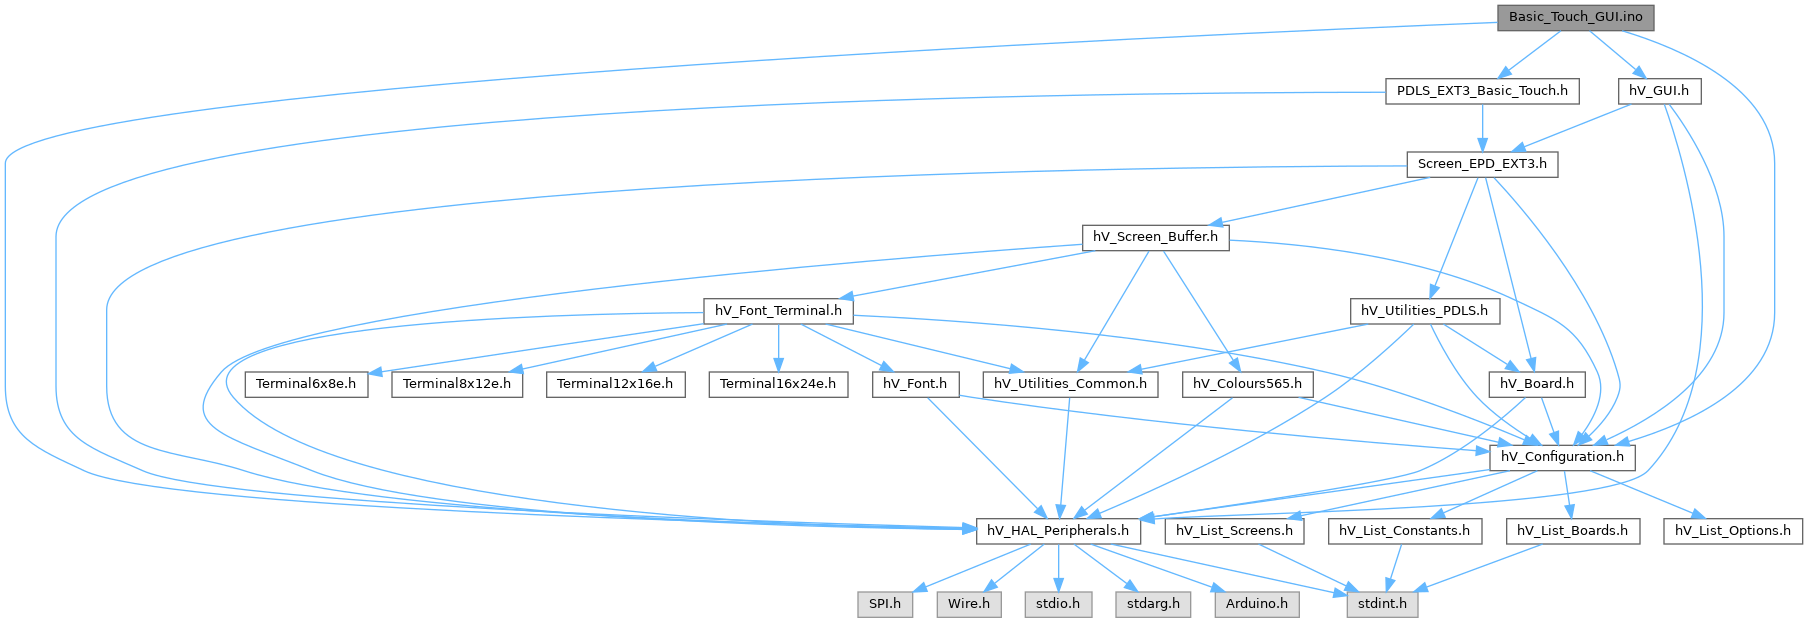 Basic_Touch_GUI.ino
PDLS_EXT3_Basic_Touch.h
hV_GUI.h
Screen_EPD_EXT3.h
hV_Screen_Buffer.h
hV_Font_Terminal.h
hV_Utilities_PDLS.h
Terminal6x8e.h
Terminal8x12e.h
Terminal12x16e.h
Terminal16x24e.h
hV_Font.h
hV_Utilities_Common.h
hV_Colours565.h
hV_Board.h
hV_Configuration.h
hV_HAL_Peripherals.h
hV_List_Screens.h
hV_List_Constants.h
hV_List_Boards.h
hV_List_Options.h
SPI.h
Wire.h
stdio.h
stdarg.h
Arduino.h
stdint.h